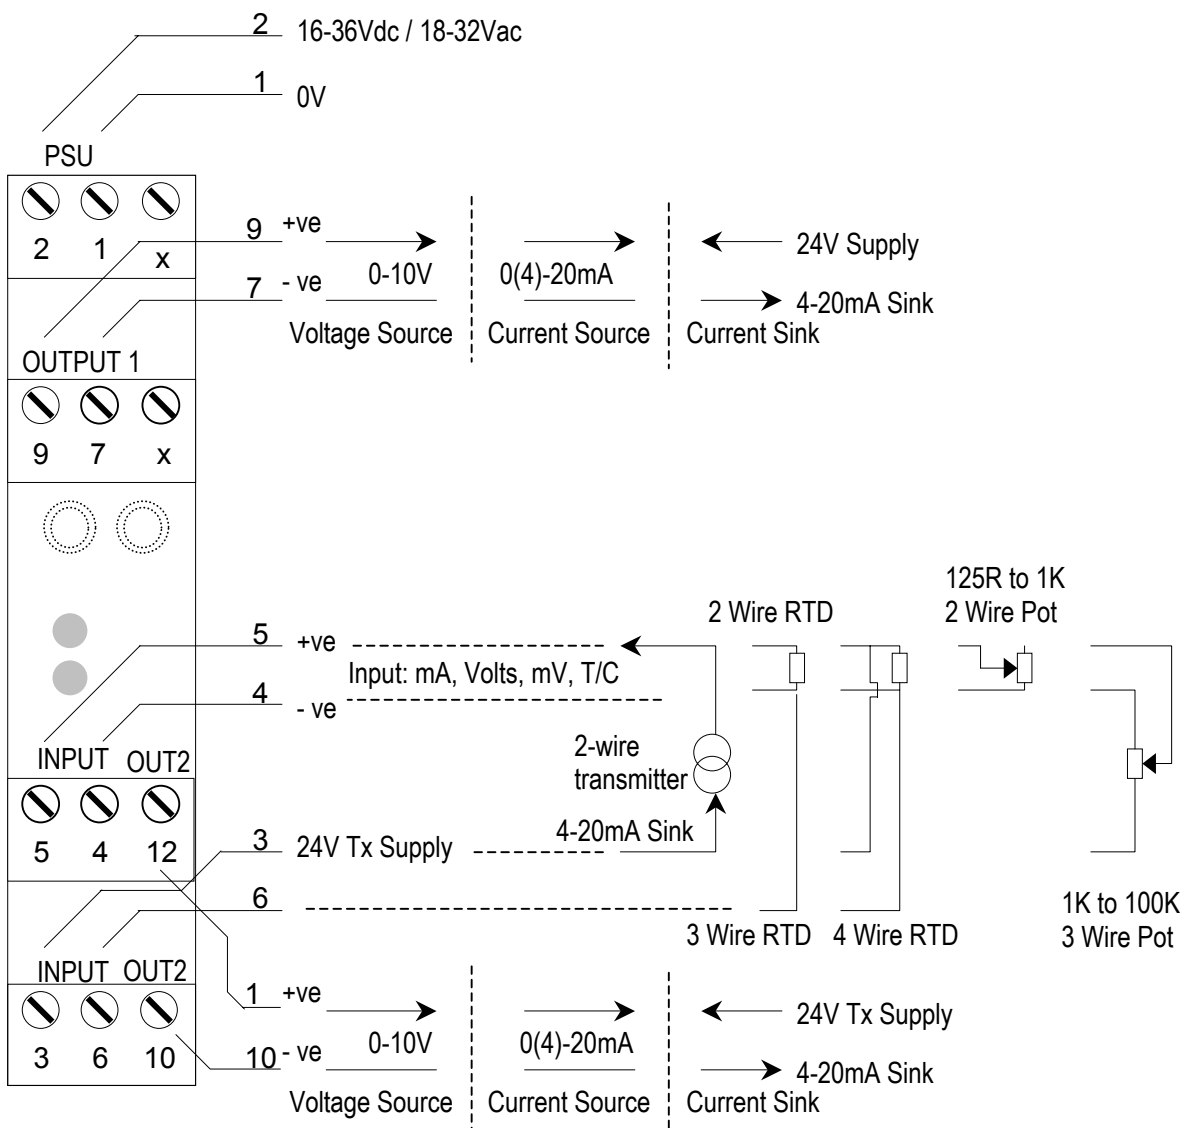 2 16-36Vdc / 18-32Vac
1 0V
PSU
2 1 x
9 +ve
24V Supply
7 - ve 0-10V 0(4)-20mA
4-20mA Sink
Voltage Source Current Source Current Sink
OUTPUT 1
9 7 x
125R to 1K
2 Wire RTD 2 Wire Pot
5 +ve
Input: mA, Volts, mV, T/C
4 - ve
2-wire
transmitter
INPUT OUT2
5 4 12
4-20mA Sink
3 24V Tx Supply
6
1K to 100K
3 Wire RTD 4 Wire RTD 3 Wire Pot
INPUT OUT2
1 +ve
24V Tx Supply
3 6 10
10 - ve 0-10V 0(4)-20mA
4-20mA Sink
Voltage Source Current Source Current Sink